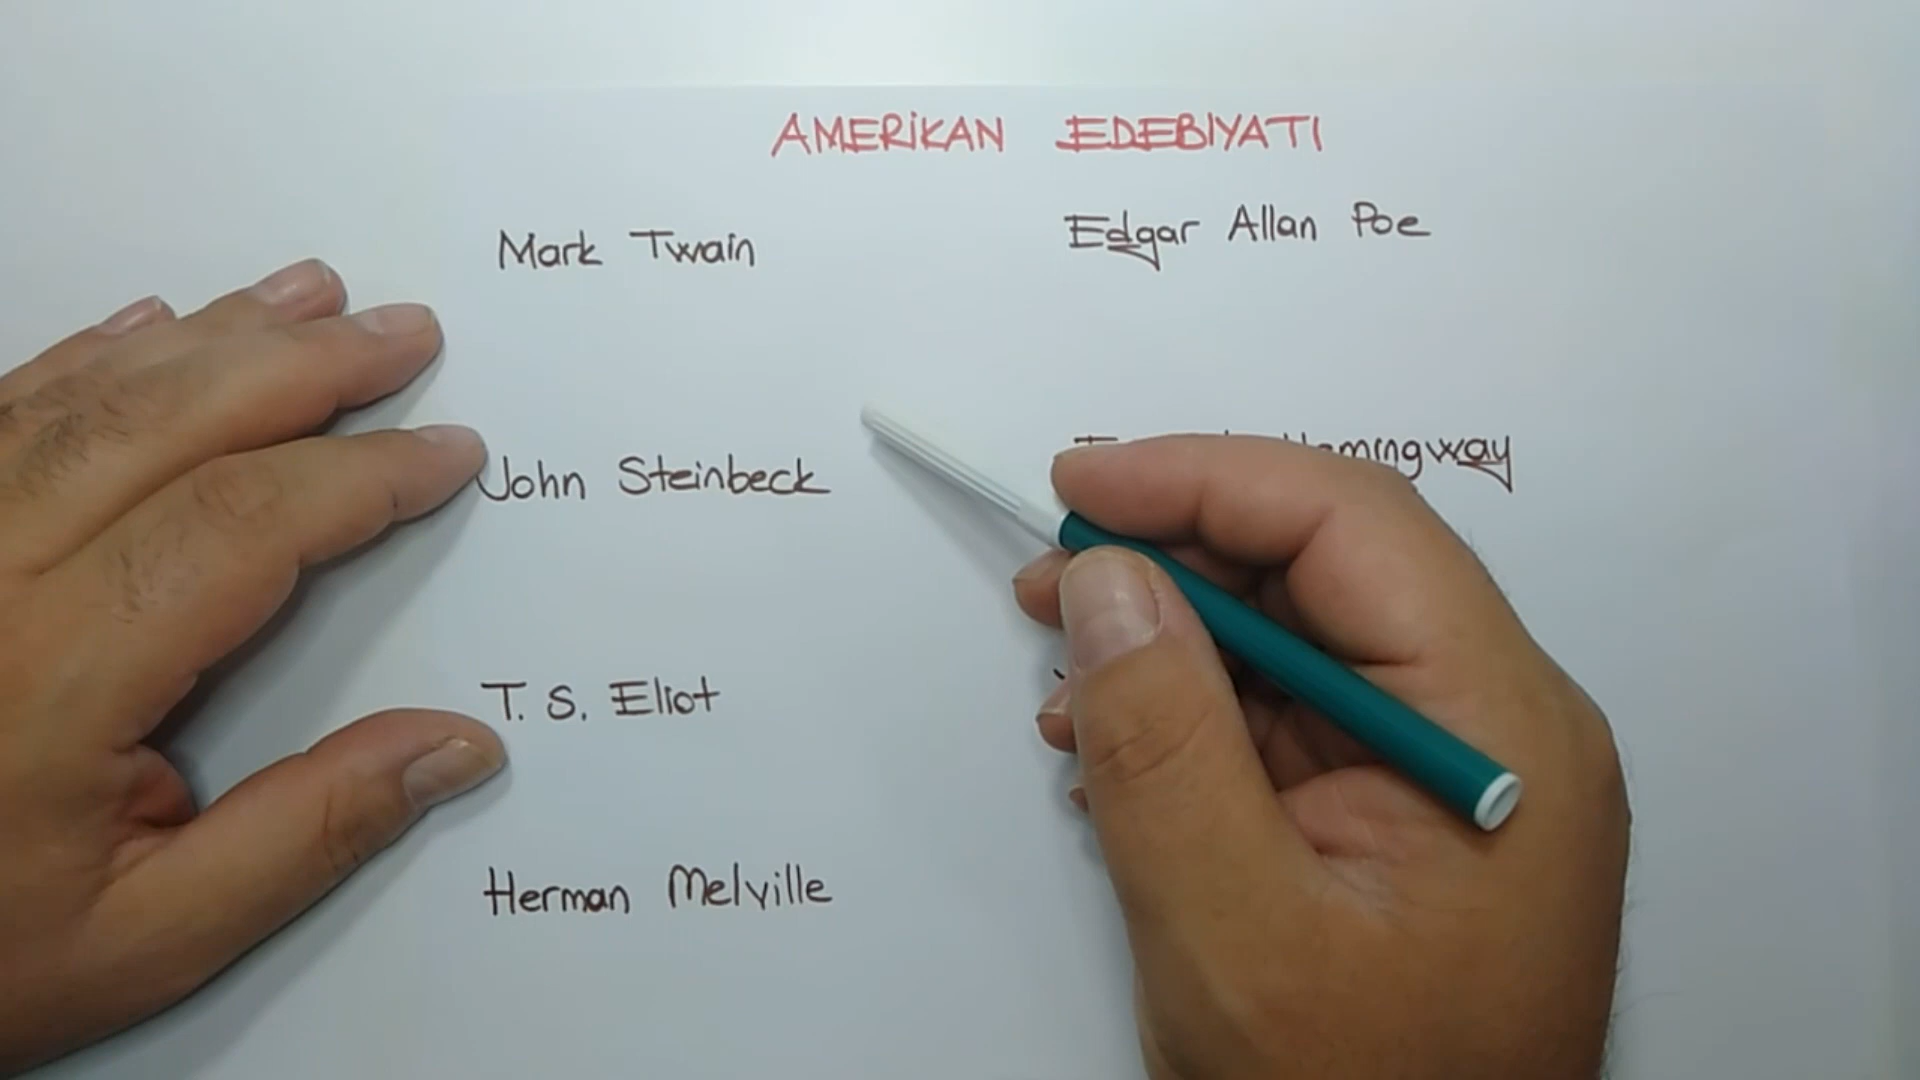 AMERİKAN EDEBIYATI
Mark Twain
Edgar Allan Poe
John Steinbeck
T. S. Eliot
Herman Melville